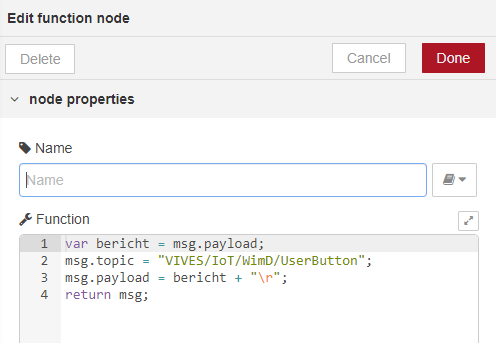 Edit function node
Delete
Cancel
Done
node properties
Name
Name
Function
1 var bericht = msg.payload;
2 msg.topic = "VIVES/IoT/WimD/UserButton";
3 msg.payload = bericht + "\r";
4 return msg;